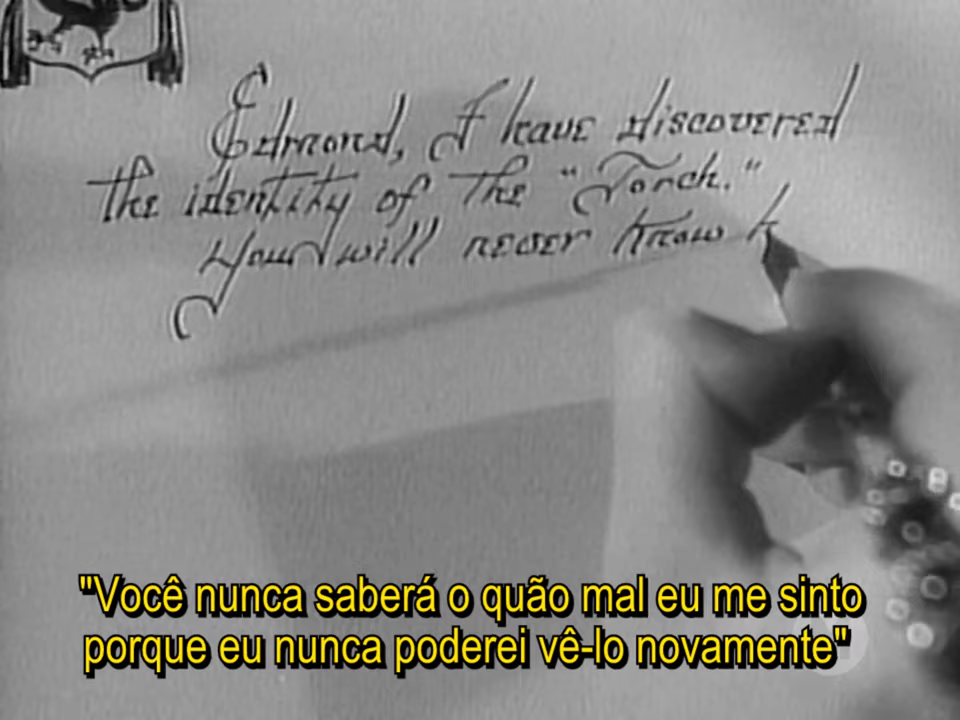 Edmond, I have discovered
the identity of The "Torch."
You will never know h
"Você nunca saberá o quão mal eu me sinto
porque eu nunca poderei vê-lo novamente"